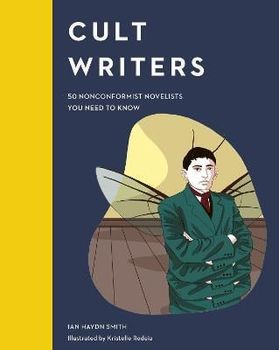 CULT
WRITERS
50 NONCONFORMIST NOVELISTS
YOU NEED TO KNOW
IAN HAYDN SMITH
Illustrated by Kristelle Rodeia